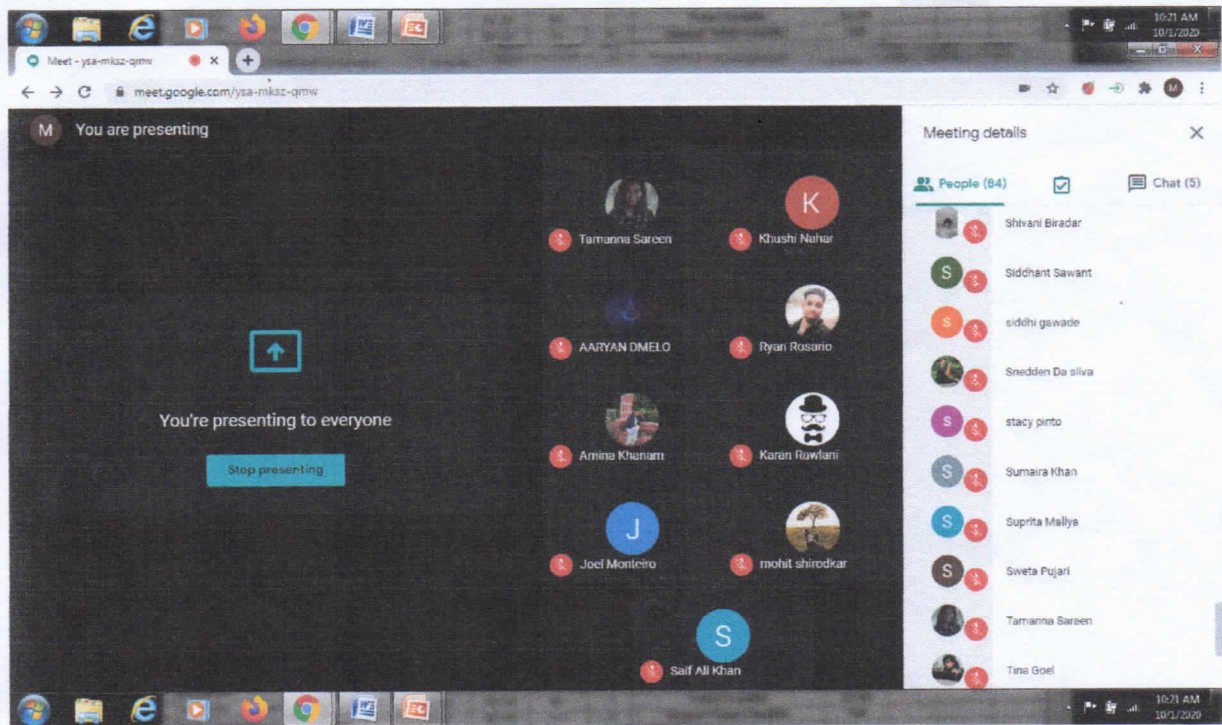 10:21 AM
10/1/2020
Meet - ysa-mksz-qmw
meet.google.com/ysa-mksz-qmw
M
M You are presenting
Meeting details
People (84)
Chat (5)
Tamanna Sareen
K
Khushi Nahar
AARYAN DMELO
Ryan Rosario
Amina Khanam
Karan Rawlani
J
Joel Monteiro
mohit shirodkar
S
Saif Ali Khan
You're presenting to everyone
Stop presenting
Shivani Biradar
S Siddhant Sawant
S siddhi gawade
Snedden Da silva
S stacy pinto
S Sumaira Khan
S Suprita Mallya
S Sweta Pujari
Tamanna Sareen
Tina Goel
10:21 AM
10/1/2020